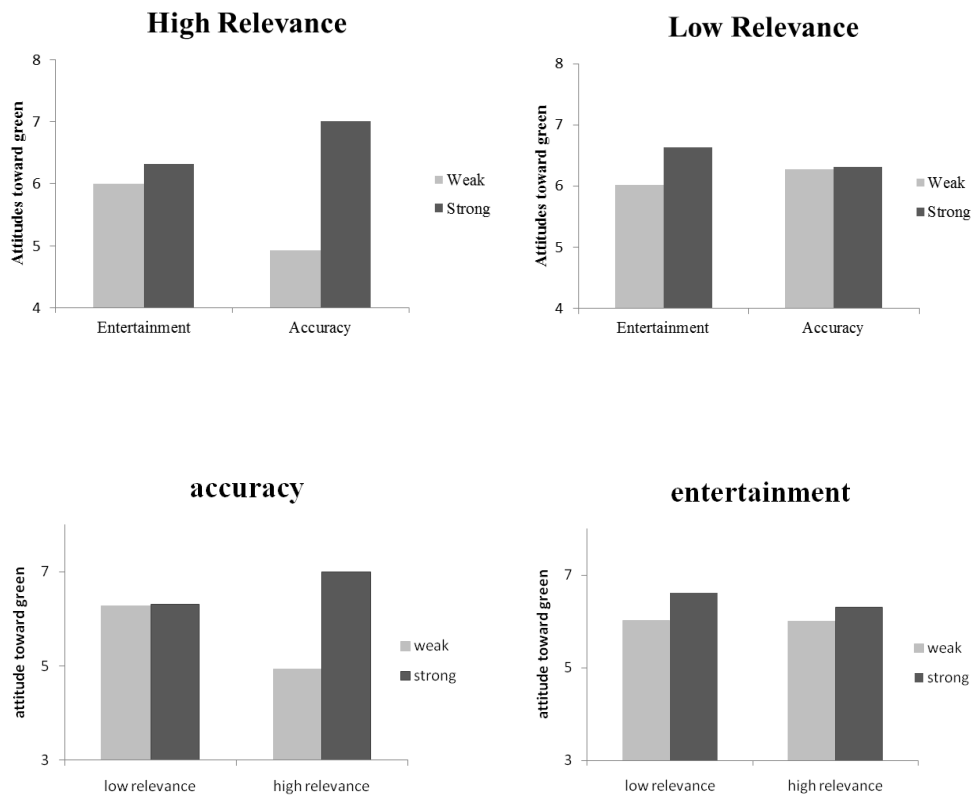 High Relevance
Attitudes toward green
8
7
6
5
4
Entertainment
Accuracy
Weak
Strong
Low Relevance
Attitudes toward green
8
7
6
5
4
Entertainment
Accuracy
Weak
Strong
accuracy
attitude toward green
7
5
3
low relevance
high relevance
weak
strong
entertainment
attitude toward green
7
5
3
low relevance
high relevance
weak
strong